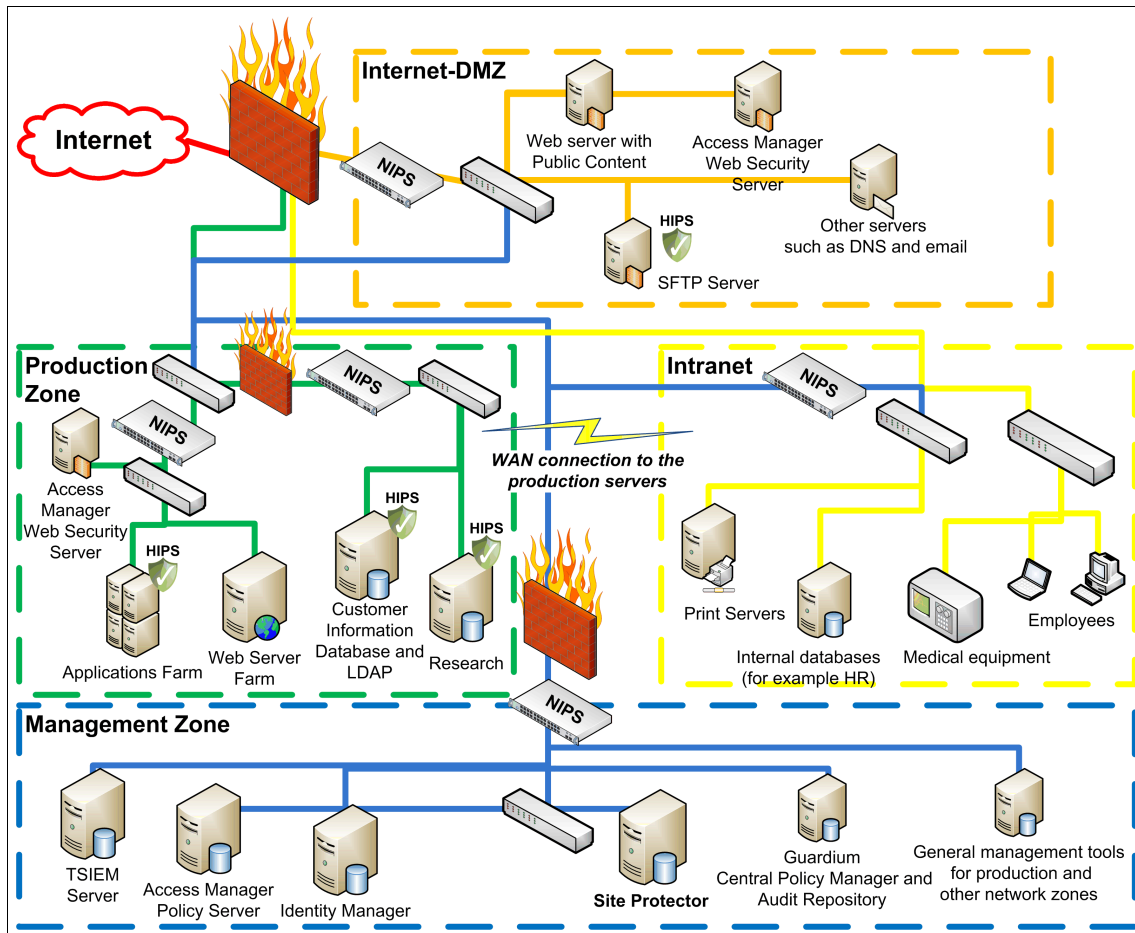 Internet-DMZ
Internet
NIPS
Web server with
Public Content
Access Manager
Web Security
Server
HIPS
SFTP Server
Other servers
such as DNS and email
Production
Zone
NIPS
NIPS
Access
Manager
Web Security
Server
HIPS
Applications Farm
Web Server
Farm
HIPS
Customer
Information
Database and
LDAP
HIPS
Research
WAN connection to the
production servers
Intranet
NIPS
Print Servers
Internal databases
(for example HR)
Medical equipment
Employees
Management Zone
NIPS
TSIEM
Server
Access Manager
Policy Server
Identity Manager
Site Protector
Guardium
Central Policy Manager and
Audit Repository
General management tools
for production and
other network zones